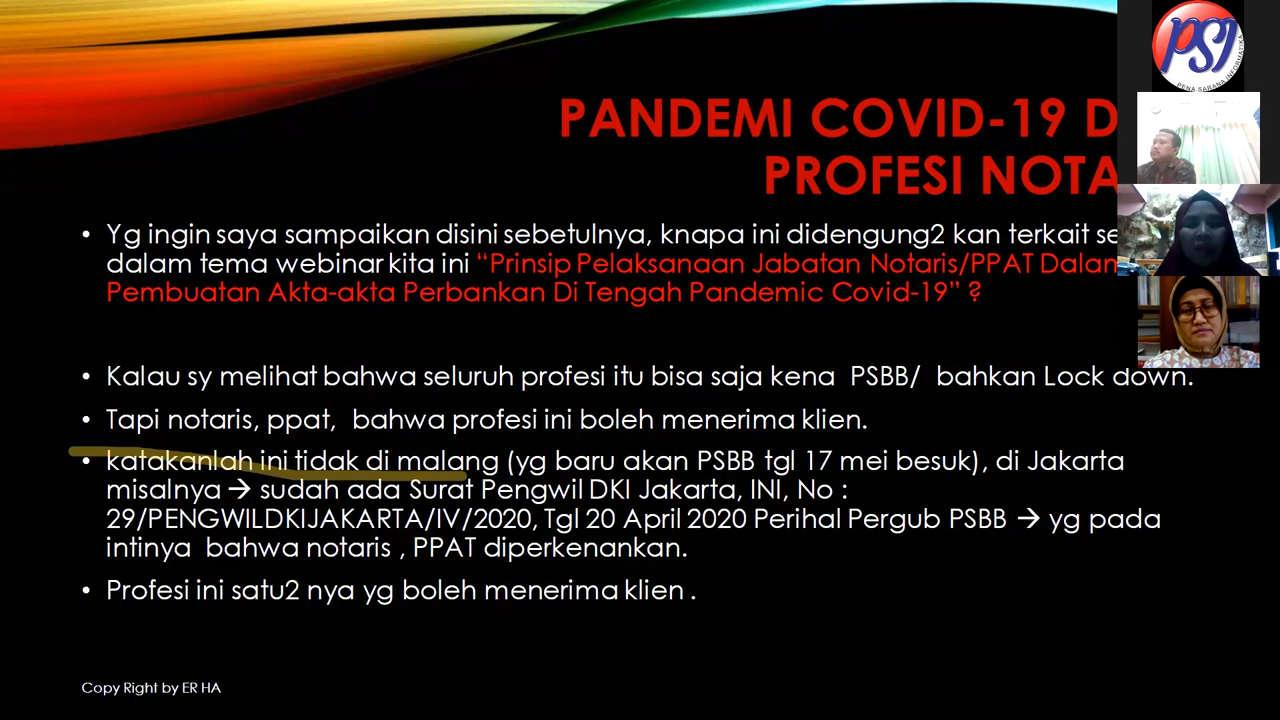 PANDEMI COVID-19 D
PROFESI NOTA
• Yg ingin saya sampaikan disini sebetulnya, knapa ini didengung2 kan terkait se
dalam tema webinar kita ini “Prinsip Pelaksanaan Jabatan Notaris/PPAT Dalam
Pembuatan Akta-akta Perbankan Di Tengah Pandemic Covid-19” ?
• Kalau sy melihat bahwa seluruh profesi itu bisa saja kena PSBB/ bahkan Lock down.
• Tapi notaris, ppat, bahwa profesi ini boleh menerima klien.
• katakanlah ini tidak di malang (yg baru akan PSBB tgl 17 mei besuk), di Jakarta
misalnya → sudah ada Surat Pengwil DKI Jakarta, INI, No :
29/PENGWILDKIJAKARTA/IV/2020, Tgl 20 April 2020 Perihal Pergub PSBB → yg pada
intinya bahwa notaris , PPAT diperkenankan.
• Profesi ini satu2 nya yg boleh menerima klien .
Copy Right by ER HA
PSI
PENA SARANA INFORMATIKA